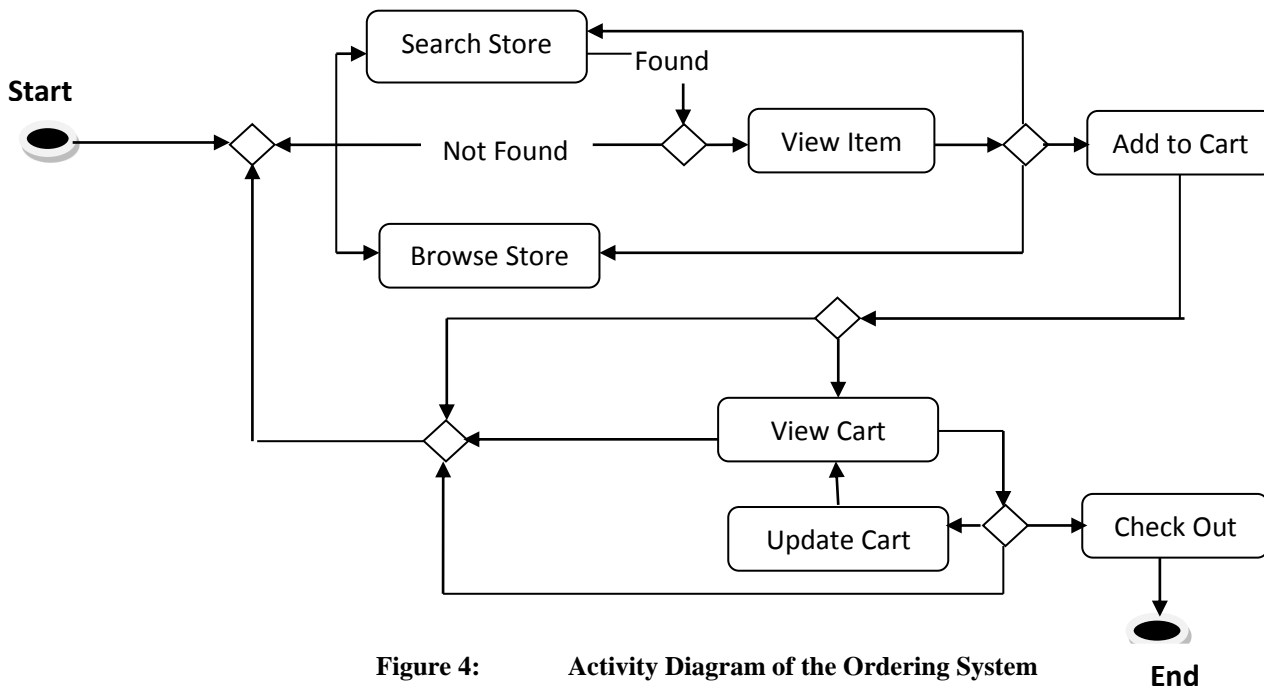 Search Store
Found
Start
Not Found
View Item
Add to Cart
Browse Store
View Cart
Update Cart
Check Out
Figure 4: Activity Diagram of the Ordering System
End